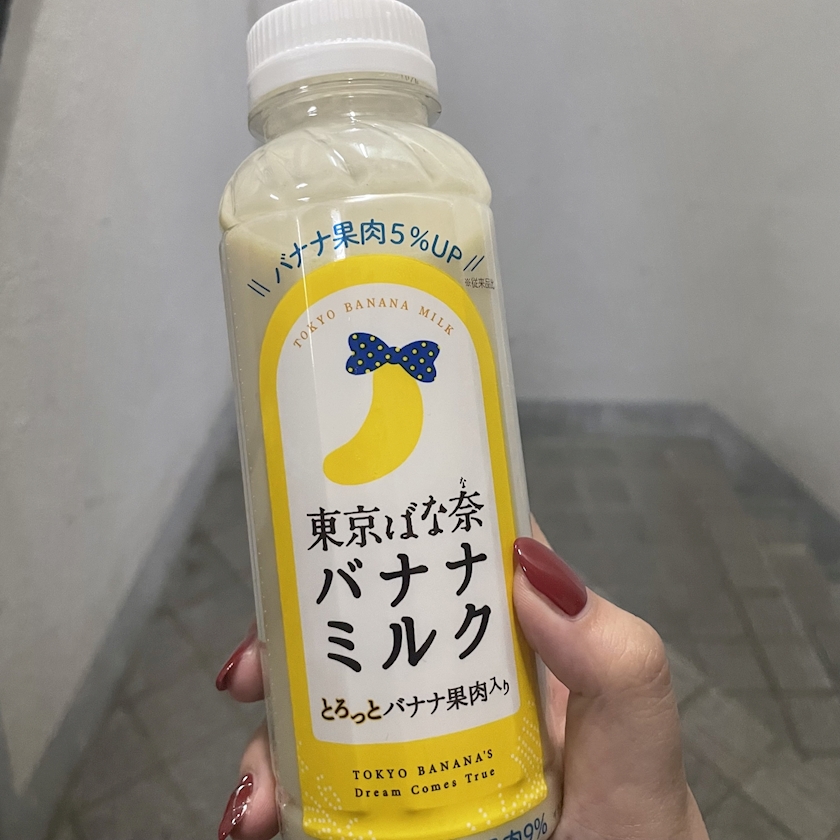 バナナ果肉5%UP
※従来品比
TOKYO BANANA MILK
な
東京ばな奈
バナナ
ミルク
とろっとバナナ果肉入り
TOKYO BANANA'S
Dream Comes True
肉9%